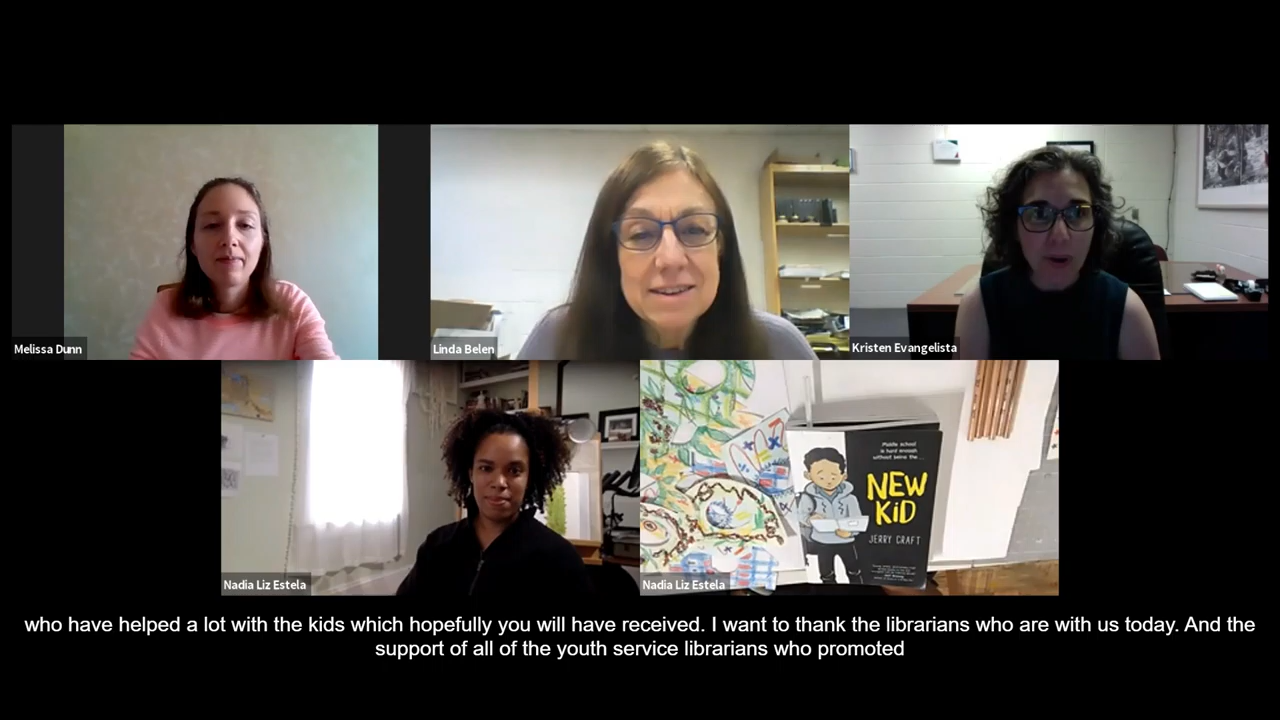 Melissa Dunn
Linda Belen
Kristen Evangelista
Middle school
is hard enough
without being the...
NEW
KID
JERRY CRAFT
Nadia Liz Estela
Nadia Liz Estela
who have helped a lot with the kids which hopefully you will have received. I want to thank the librarians who are with us today. And the
support of all of the youth service librarians who promoted